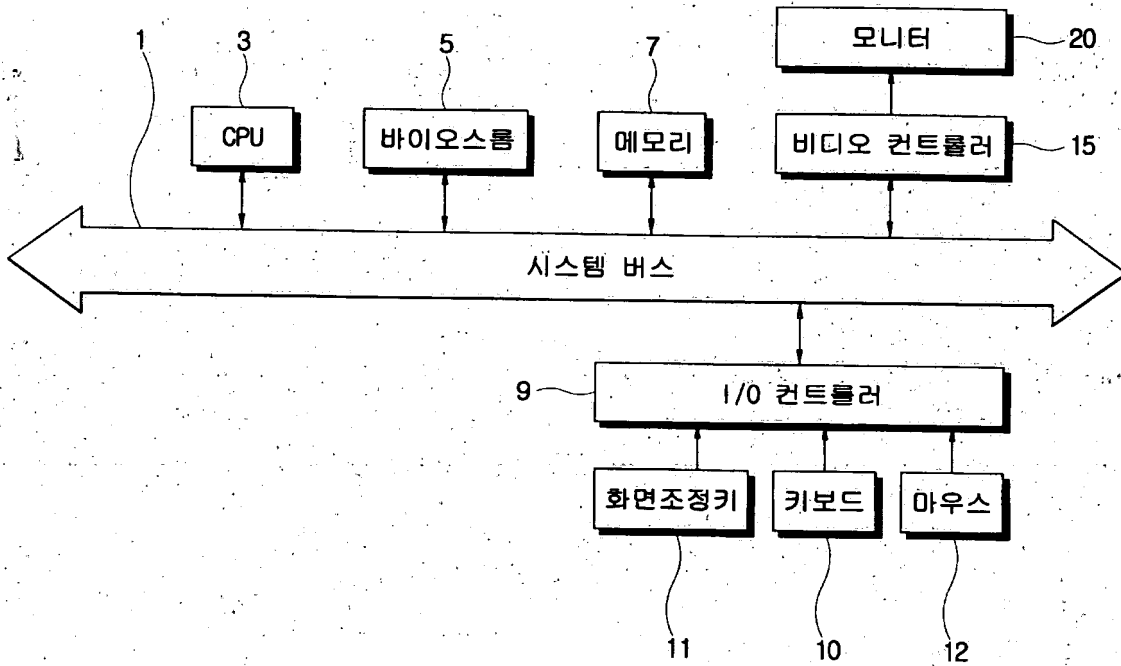 모니터
20
1
3
5
7
CPU
바이오스롬
메모리
비디오 컨트롤러
15
시스템 버스
9
I/O 컨트롤러
화면조정키
키보드
마우스
11
10
12